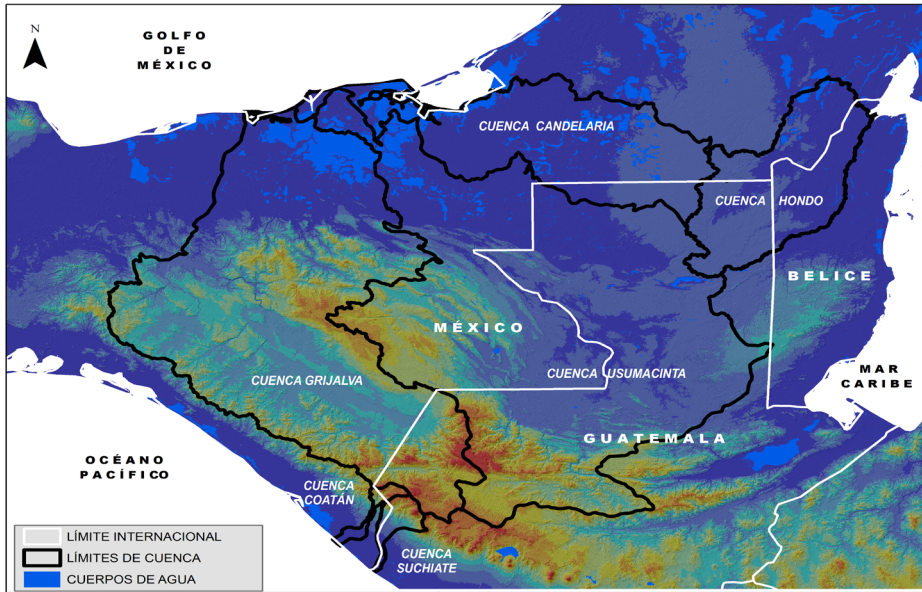 N
GOLFO
DE
MÉXICO
CUENCA CANDELARIA
CUENCA HONDO
BELICE
MÉXICO
CUENCA USUMACINTA
CUENCA GRIJALVA
MAR
CARIBE
GUATEMALA
OCÉANO
PACÍFICO
CUENCA
COATÁN
CUENCA
SUCHIATE
LÍMITE INTERNACIONAL
LÍMITES DE CUENCA
CUERPOS DE AGUA